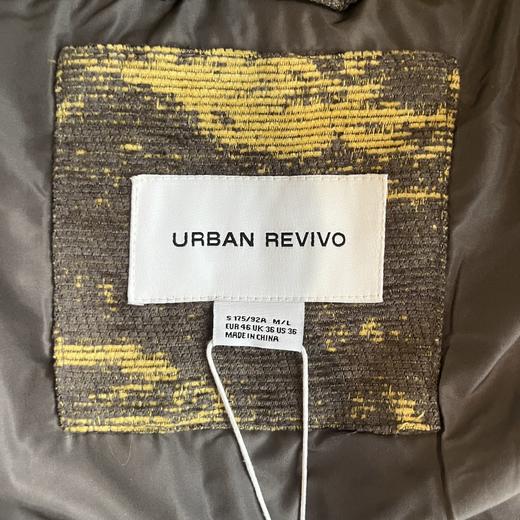 URBAN REVIVO
S 175/92A M/L
EUR 46 UK 36 US 36
MADE IN CHINA